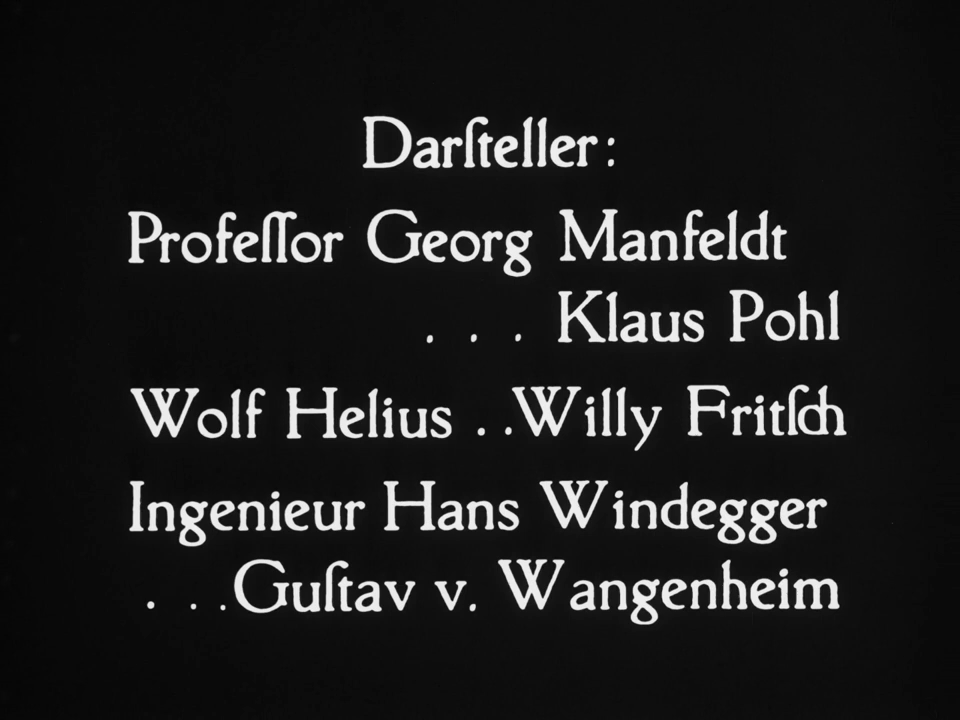 Darſteller:
Profeſſor Georg Manfeldt
. . . Klaus Pohl
Wolf Helius . . Willy Fritſch
Ingenieur Hans Windegger
. . . Guſtav v. Wangenheim